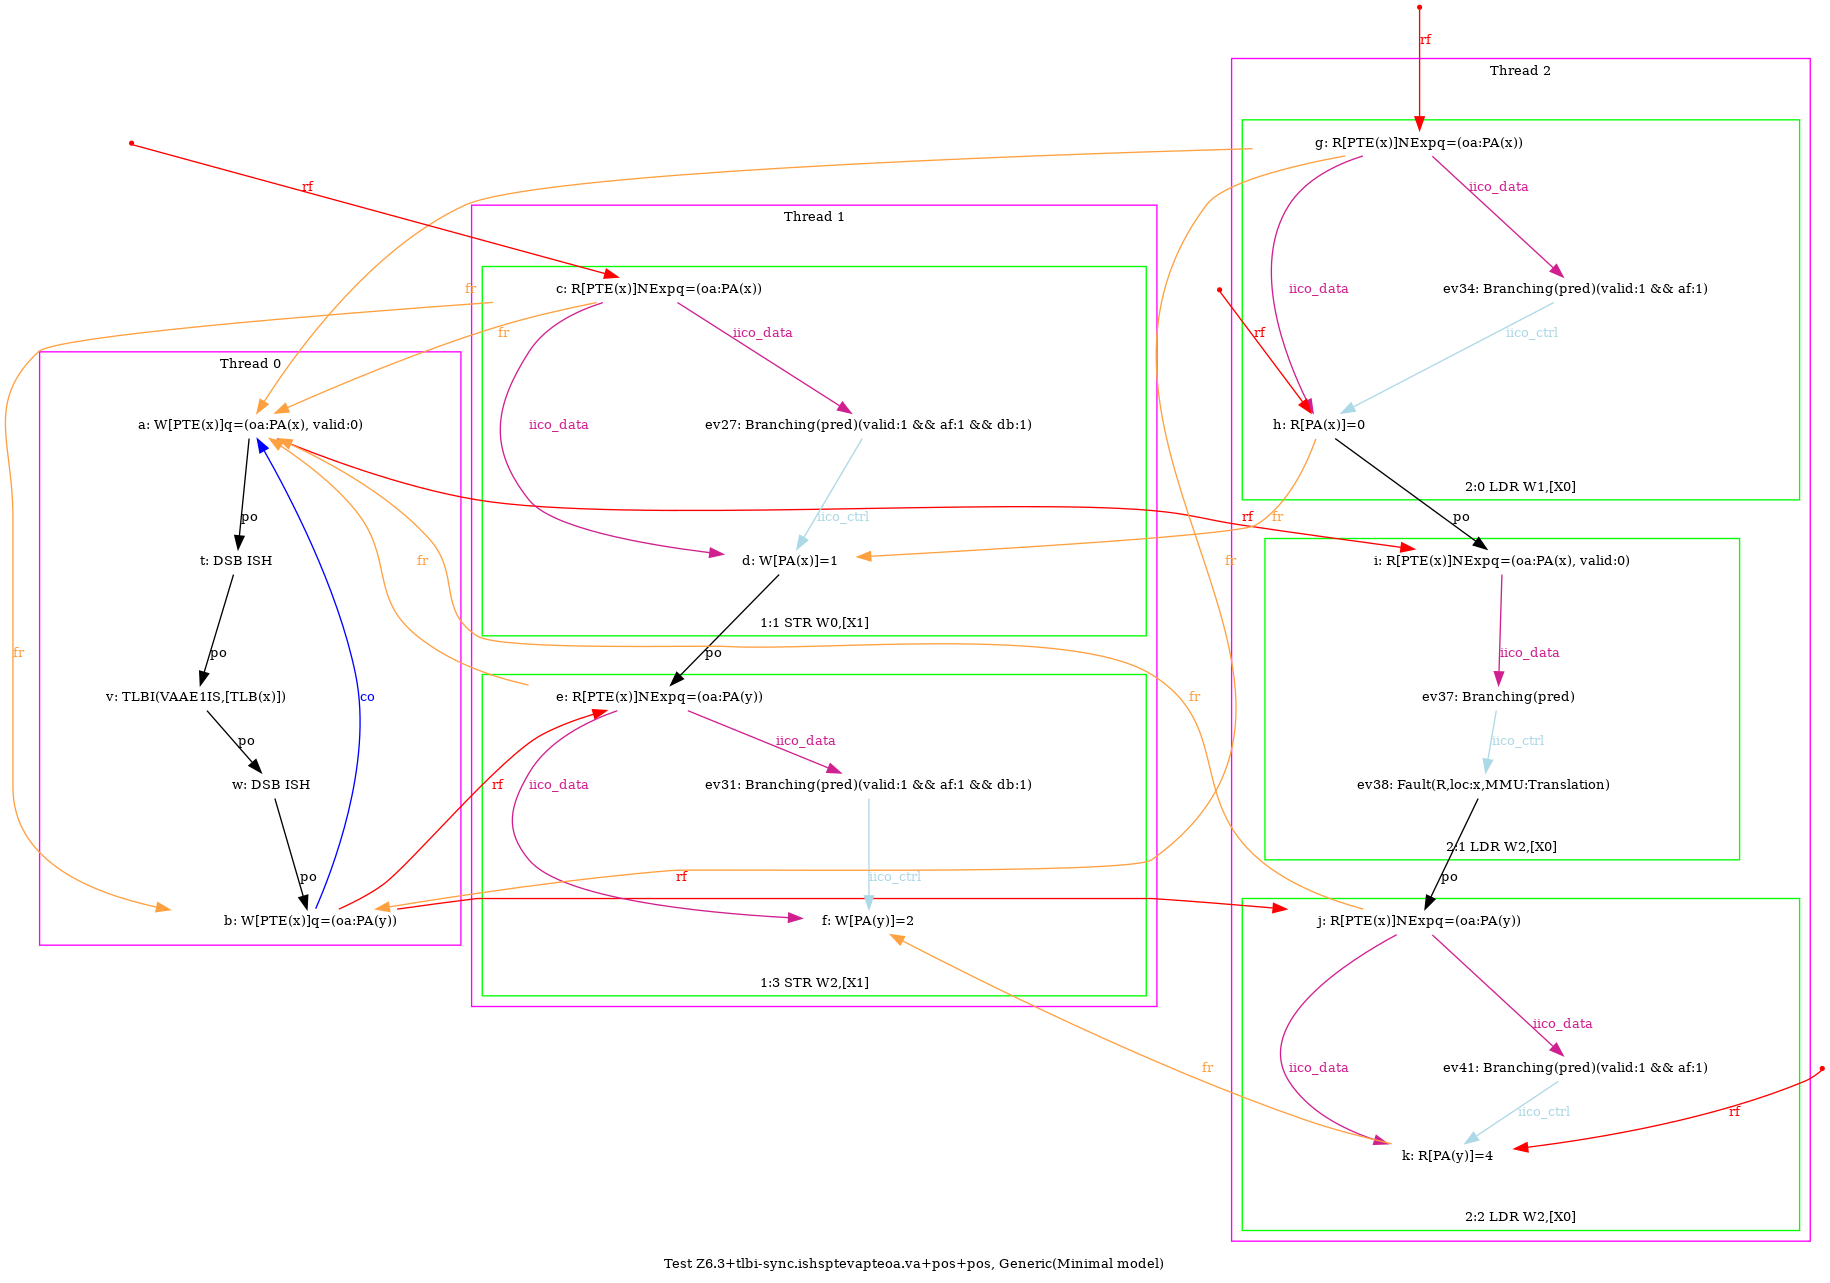 rf
Thread 2
g: R[PTE(x)]NExpq=(oa:PA(x))
rf
iico_data
Thread 1
fr
c: R[PTE(x)]NExpq=(oa:PA(x))
iico_data
ev34: Branching(pred)(valid:1 && af:1)
fr
iico_data
rf
iico_ctrl
Thread 0
a: W[PTE(x)]q=(oa:PA(x), valid:0)
iico_data
ev27: Branching(pred)(valid:1 && af:1 && db:1)
h: R[PA(x)]=0
2:0 LDR W1,[X0]
po
iico_ctrl
rf
fr
po
t: DSB ISH
fr
d: W[PA(x)]=1
fr
i: R[PTE(x)]NExpq=(oa:PA(x), valid:0)
1:1 STR W0,[X1]
fr
po
po
iico_data
v: TLBI(VAAE1IS,[TLB(x)])
co
e: R[PTE(x)]NExpq=(oa:PA(y))
fr
ev37: Branching(pred)
po
iico_data
iico_ctrl
w: DSB ISH
rf
iico_data
ev31: Branching(pred)(valid:1 && af:1 && db:1)
ev38: Fault(R,loc:x,MMU:Translation)
2:1 LDR W2,[X0]
po
rf
iico_ctrl
po
b: W[PTE(x)]q=(oa:PA(y))
f: W[PA(y)]=2
j: R[PTE(x)]NExpq=(oa:PA(y))
1:3 STR W2,[X1]
iico_data
fr
iico_data
ev41: Branching(pred)(valid:1 && af:1)
iico_ctrl
rf
k: R[PA(y)]=4
2:2 LDR W2,[X0]
Test Z6.3+tlbi-sync.ishsptevapteoa.va+pos+pos, Generic(Minimal model)